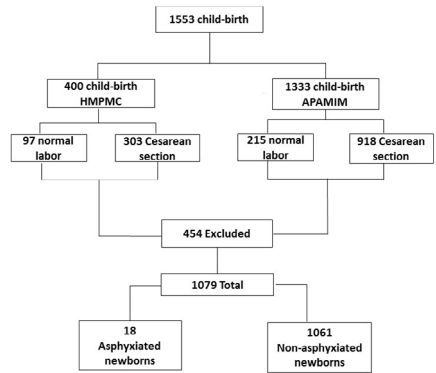 1553 child-birth
400 child-birth
HMPMC
1333 child-birth
APAMIM
97 normal
labor
303 Cesarean
section
215 normal
labor
918 Cesarean
section
454 Excluded
1079 Total
18
Asphyxiated
newborns
1061
Non-asphyxiated
newborns